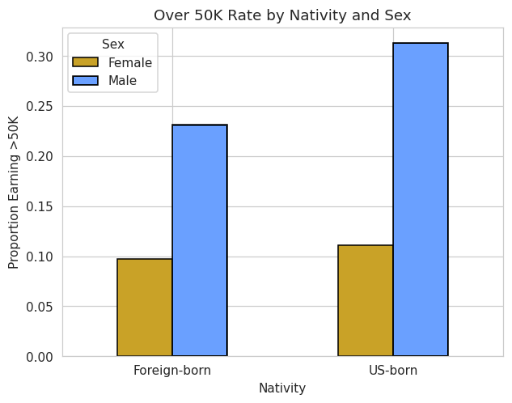 Over 50K Rate by Nativity and Sex
Sex
Female
Male
Proportion Earning >50K
0.30
0.25
0.20
0.15
0.10
0.05
0.00
Foreign-born
US-born
Nativity